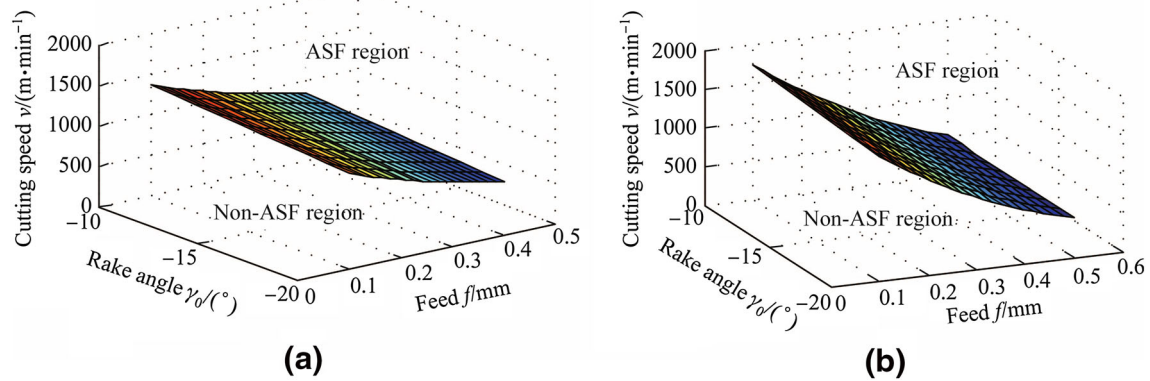 Cutting speed v/(m•min⁻¹)
2000
1500
1000
500
0
−10
−15
−20
Rake angle γ₀/(°)
0
0.1
0.2
0.3
0.4
0.5
Feed f/mm
ASF region
Non-ASF region
(a)
Cutting speed v/(m•min⁻¹)
2000
1500
1000
500
0
−10
−15
−20
Rake angle γ₀/(°)
0
0.1
0.2
0.3
0.4
0.5
0.6
Feed f/mm
ASF region
Non-ASF region
(b)